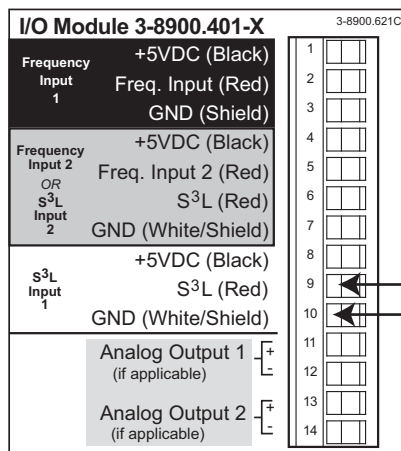 I/O Module 3-8900.401-X
3-8900.621C
Frequency
Input
1
+5VDC (Black)
Freq. Input (Red)
GND (Shield)
Frequency
Input 2
OR
S³L
Input
2
+5VDC (Black)
Freq. Input 2 (Red)
S³L (Red)
GND (White/Shield)
S³L
Input
1
+5VDC (Black)
S³L (Red)
GND (White/Shield)
Analog Output 1
(if applicable)
+
-
Analog Output 2
(if applicable)
+
-
1
2
3
4
5
6
7
8
9
10
11
12
13
14